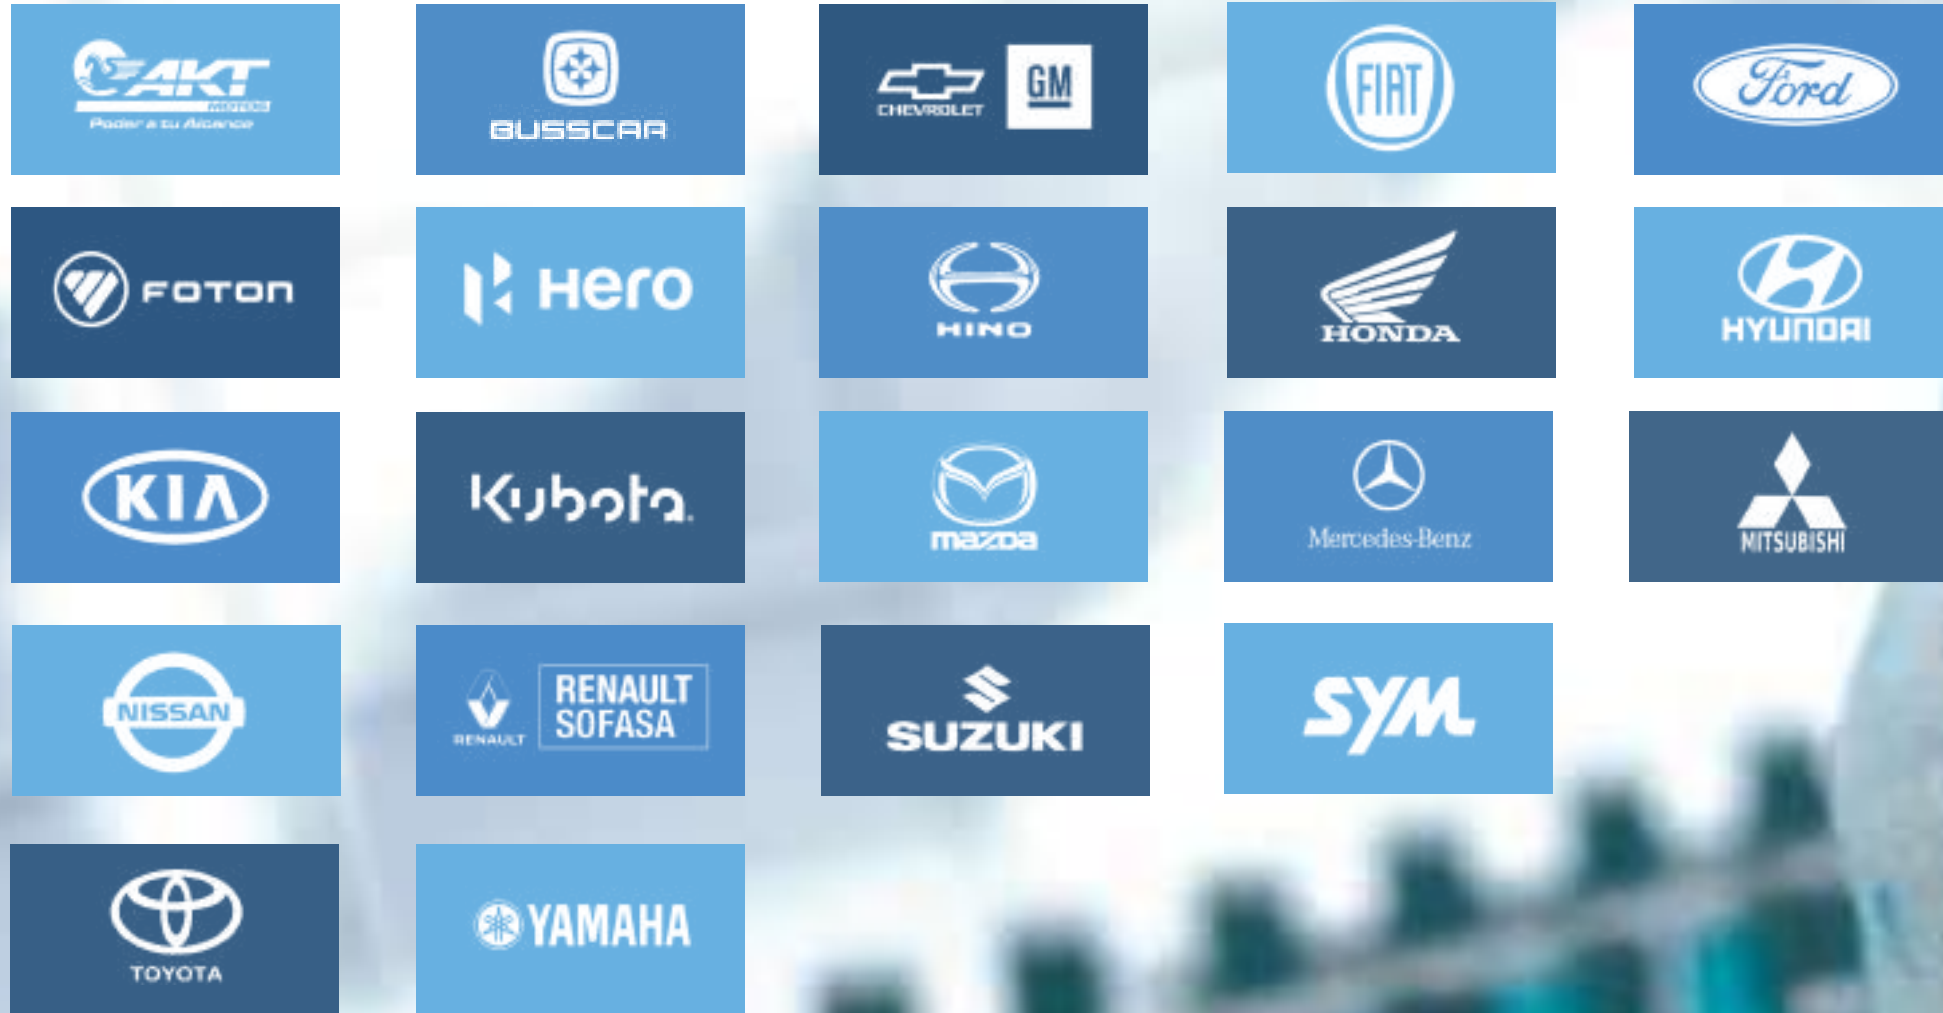 AKT
MOTOS
Poder a tu Alcance
BUSSCAR
CHEVROLET
GM
FIAT
Ford
FOTON
Hero
HINO
HONDA
HYUNDAI
KIA
Kubota
mazda
Mercedes-Benz
MITSUBISHI
NISSAN
RENAULT
RENAULT
SOFASA
SUZUKI
SYM
TOYOTA
YAMAHA